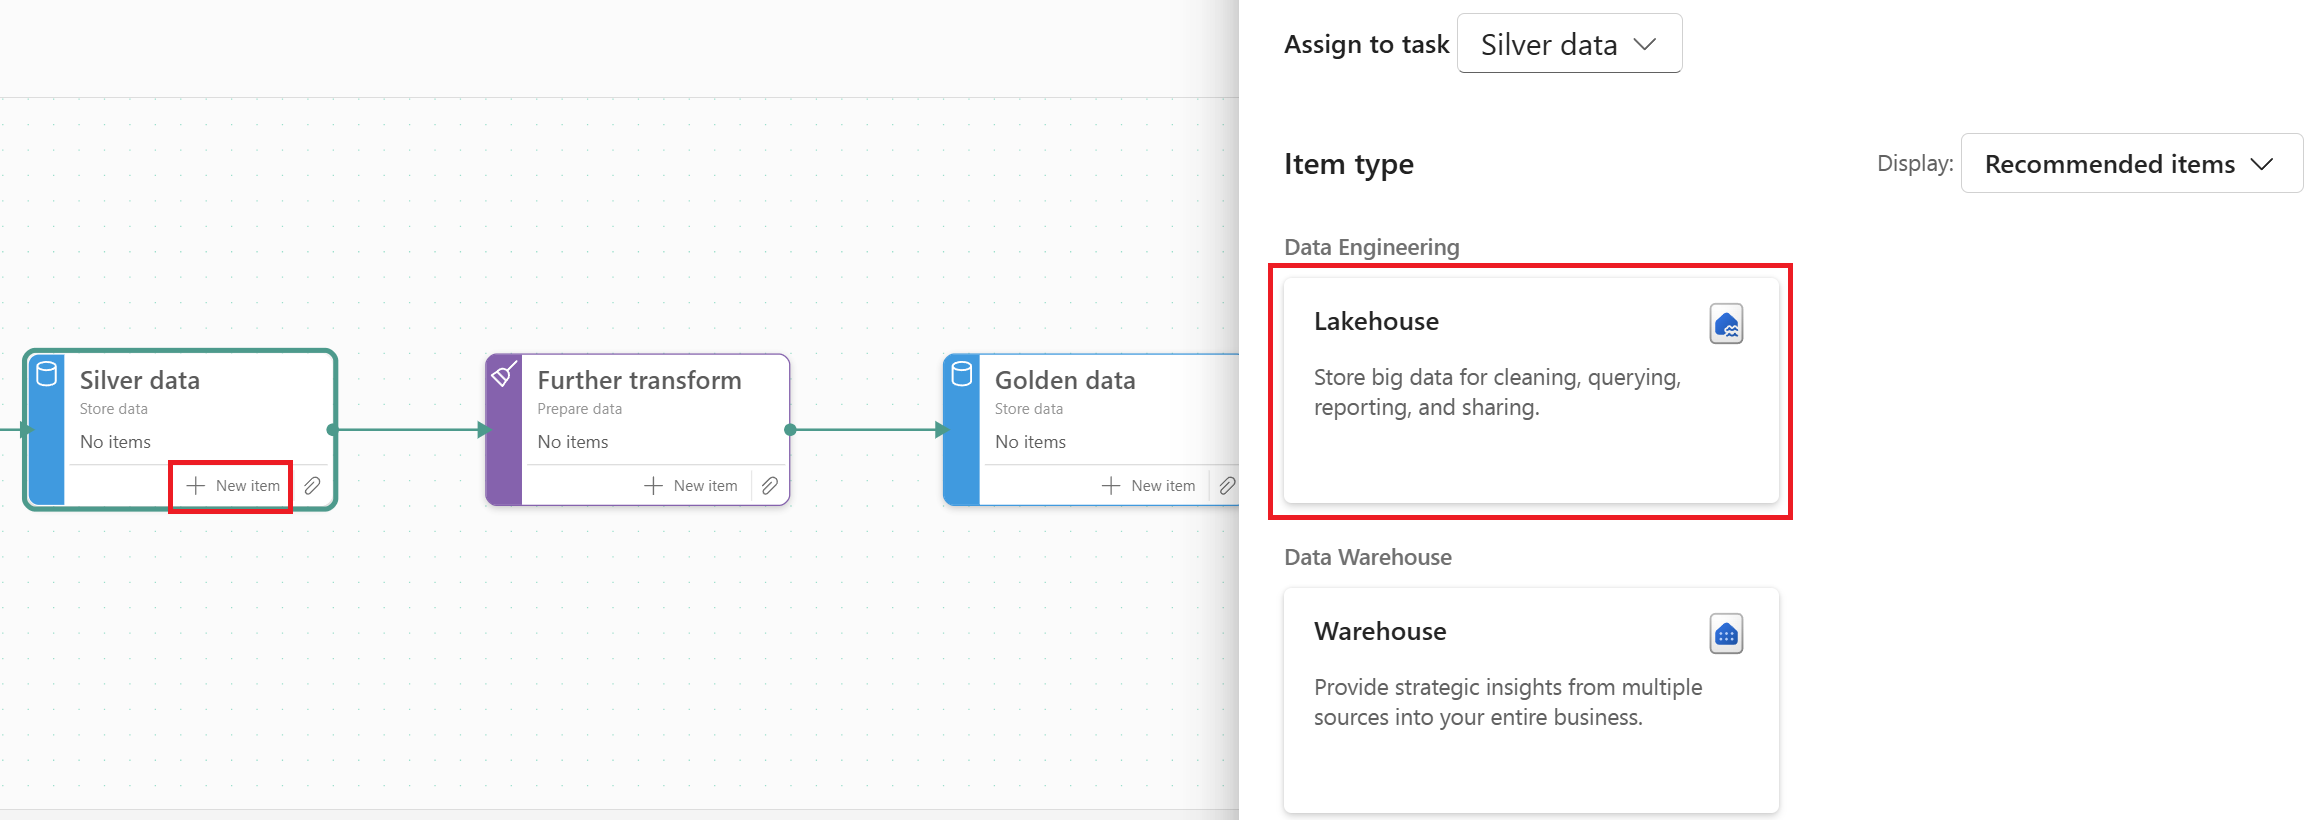 Silver data
Store data
No items
New item
Further transform
Prepare data
No items
New item
Golden data
Store data
No items
New item
Assign to task Silver data
Item type
Display: Recommended items
Data Engineering
Lakehouse
Store big data for cleaning, querying,
reporting, and sharing.
Data Warehouse
Warehouse
Provide strategic insights from multiple
sources into your entire business.